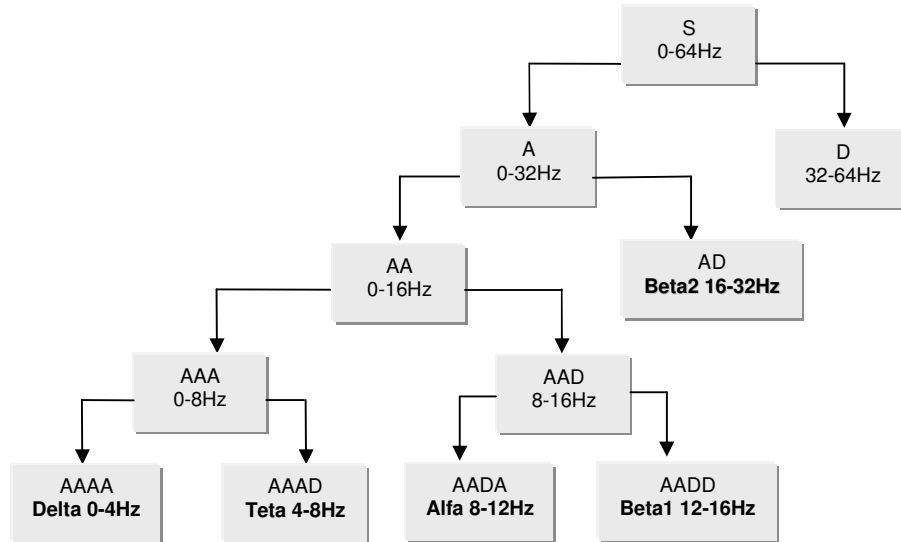 S
0-64Hz
A
0-32Hz
D
32-64Hz
AA
0-16Hz
AD
Beta2 16-32Hz
AAA
0-8Hz
AAD
8-16Hz
AAAA
Delta 0-4Hz
AAAD
Teta 4-8Hz
AADA
Alfa 8-12Hz
AADD
Beta1 12-16Hz